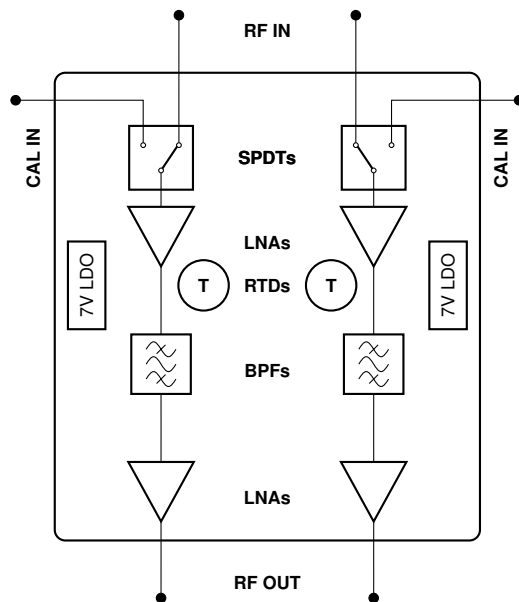 RF IN
CAL IN
CAL IN
SPDTs
LNAs
7V LDO
T
RTDs
T
7V LDO
BPFs
LNAs
RF OUT